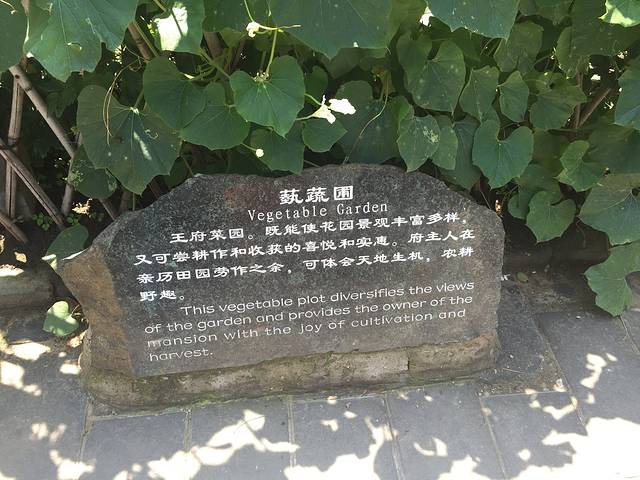 蓺蔬圃
Vegetable Garden
王府菜园。既能使花园景观丰富多样，
又可尝耕作和收获的喜悦和实惠。府主人在
亲历田园劳作之余，可体会天地生机，农耕
野趣。
This vegetable plot diversifies the views
of the garden and provides the owner of the
mansion with the joy of cultivation and
harvest.